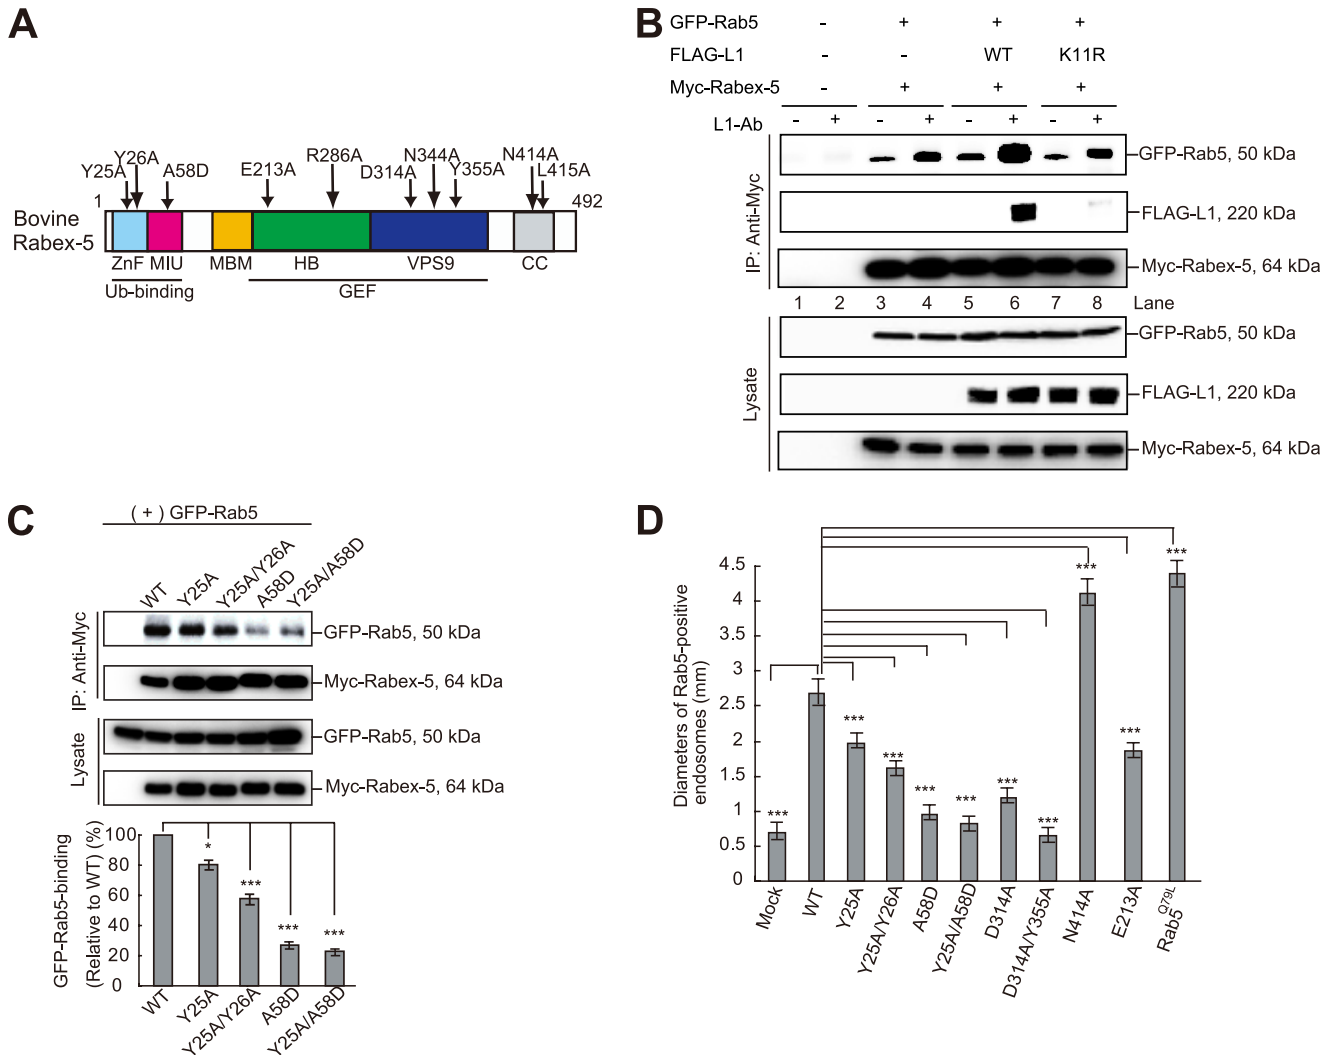 A
Y25A
Y26A
A58D
E213A
R286A
D314A
N344A
Y355A
N414A
L415A
1
492
Bovine
Rabex-5
ZnF MIU MBM HB VPS9 CC
Ub-binding GEF
B
GFP-Rab5 - + + +
FLAG-L1 - - WT K11R
Myc-Rabex-5 - + + +
L1-Ab - + - + - + - +
IP: Anti-Myc
GFP-Rab5, 50 kDa
FLAG-L1, 220 kDa
Myc-Rabex-5, 64 kDa
1 2 3 4 5 6 7 8 Lane
Lysate
GFP-Rab5, 50 kDa
FLAG-L1, 220 kDa
Myc-Rabex-5, 64 kDa
C
( + ) GFP-Rab5
WT Y25A Y25A/Y26A A58D Y25A/A58D
IP: Anti-Myc
GFP-Rab5, 50 kDa
Myc-Rabex-5, 64 kDa
Lysate
GFP-Rab5, 50 kDa
Myc-Rabex-5, 64 kDa
GFP-Rab5-binding
(Relative to WT) (%)
100
80
60
40
20
0
* *** *** ***
WT Y25A Y25A/Y26A A58D Y25A/A58D
D
Diameters of Rab5-positive
endosomes (mm)
4.5
4
3.5
3
2.5
2
1.5
1
0.5
0
*** *** *** *** *** *** *** *** *** ***
Mock WT Y25A Y25A/Y26A A58D Y25A/A58D D314A D314A/Y355A N414A E213A Rab5Q79L